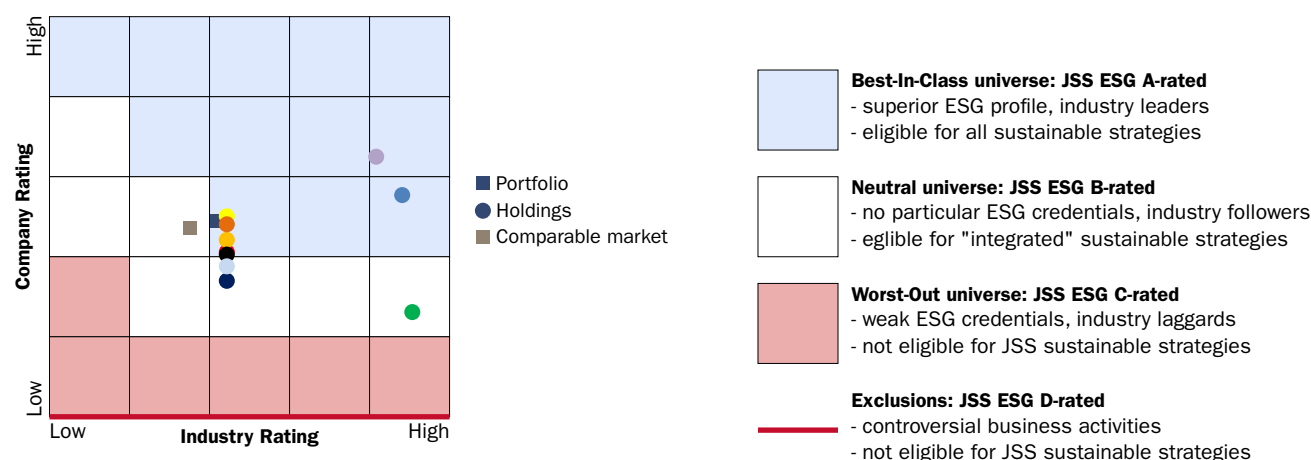 High
Company Rating
Low
Low
Industry Rating
High
Portfolio
Holdings
Comparable market
Best-In-Class universe: JSS ESG A-rated
- superior ESG profile, industry leaders
- eligible for all sustainable strategies
Neutral universe: JSS ESG B-rated
- no particular ESG credentials, industry followers
- eglible for "integrated" sustainable strategies
Worst-Out universe: JSS ESG C-rated
- weak ESG credentials, industry laggards
- not eligible for JSS sustainable strategies
Exclusions: JSS ESG D-rated
- controversial business activities
- not eligible for JSS sustainable strategies